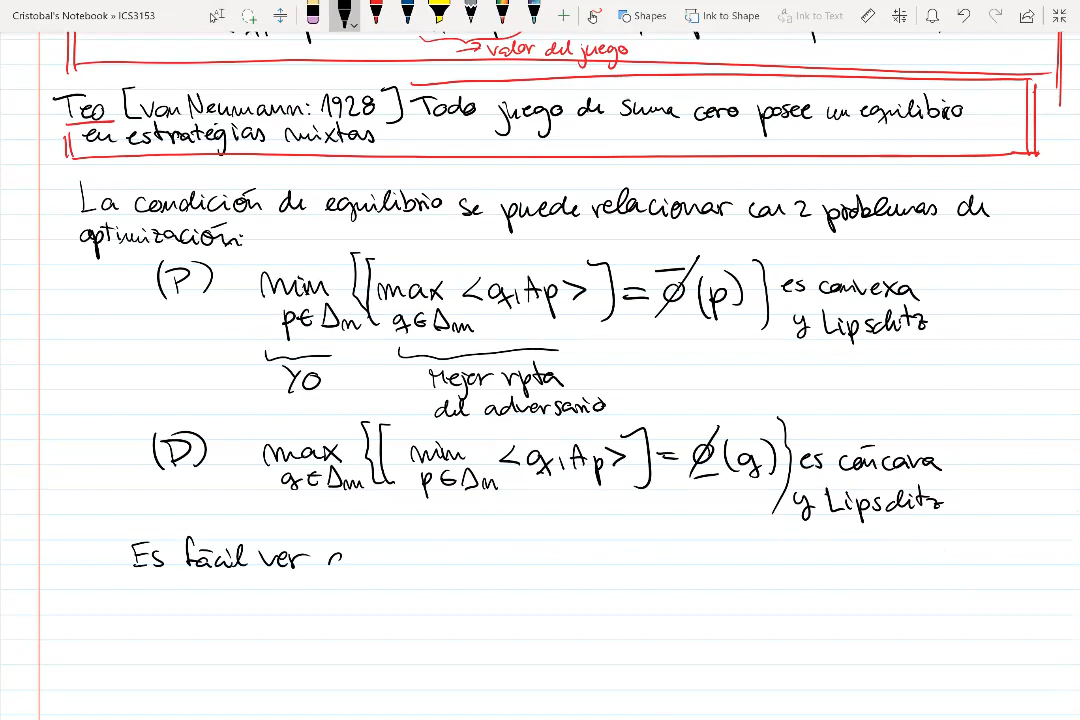 Cristobal's Notebook » ICS3153
Shapes
Ink to Shape
Ink to Text
→ valor del juego
Teo [von Neumann: 1928] Todo juego de suma cero posee un equilibrio
en estratégias mixtas
La condición de equilibrio se puede relacionar con 2 problemas de
optimización:
(P) min p∈Δn {[max q∈Δm <q,Ap>] = φ̅(p)} es convexa
y Lipschitz
YO Mejor rpta
del adversario
(D) max q∈Δm {[min p∈Δn <q,Ap>] = φ̲(q)} es cóncava
y Lipschitz
Es fácil ver